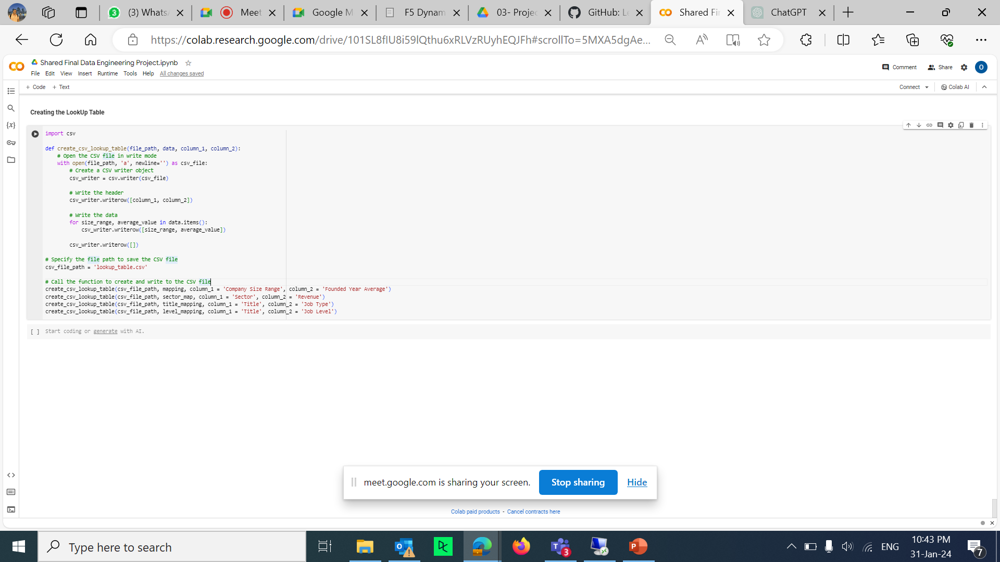 (3) Whats
Meet
Google M
F5 Dynam
03- Projec
GitHub: Le
Shared Fin
ChatGPT
https://colab.research.google.com/drive/101SL8fIU8i59lQthu6xRLVzRUyhEQJFh#scrollTo=5MXA5dgAe...
Shared Final Data Engineering Project.ipynb
File Edit View Insert Runtime Tools Help All changes saved
Comment Share O
+ Code + Text
Connect Colab AI
Creating the LookUp Table
import csv
def create_csv_lookup_table(file_path, data, column_1, column_2):
# Open the CSV file in write mode
with open(file_path, 'a', newline='') as csv_file:
# Create a CSV writer object
csv_writer = csv.writer(csv_file)
# Write the header
csv_writer.writerow([column_1, column_2])
# Write the data
for size_range, average_value in data.items():
csv_writer.writerow([size_range, average_value])
csv_writer.writerow([])
# Specify the file path to save the CSV file
csv_file_path = 'lookup_table.csv'
# Call the function to create and write to the CSV file
create_csv_lookup_table(csv_file_path, mapping, column_1 = 'Company Size Range', column_2 = 'Founded Year Average')
create_csv_lookup_table(csv_file_path, sector_map, column_1 = 'Sector', column_2 = 'Revenue')
create_csv_lookup_table(csv_file_path, title_mapping, column_1 = 'Title', column_2 = 'Job Type')
create_csv_lookup_table(csv_file_path, level_mapping, column_1 = 'Title', column_2 = 'Job Level')
[ ] Start coding or generate with AI.
meet.google.com is sharing your screen. Stop sharing Hide
Colab paid products - Cancel contracts here
Type here to search
ENG
10:43 PM
31-Jan-24
7